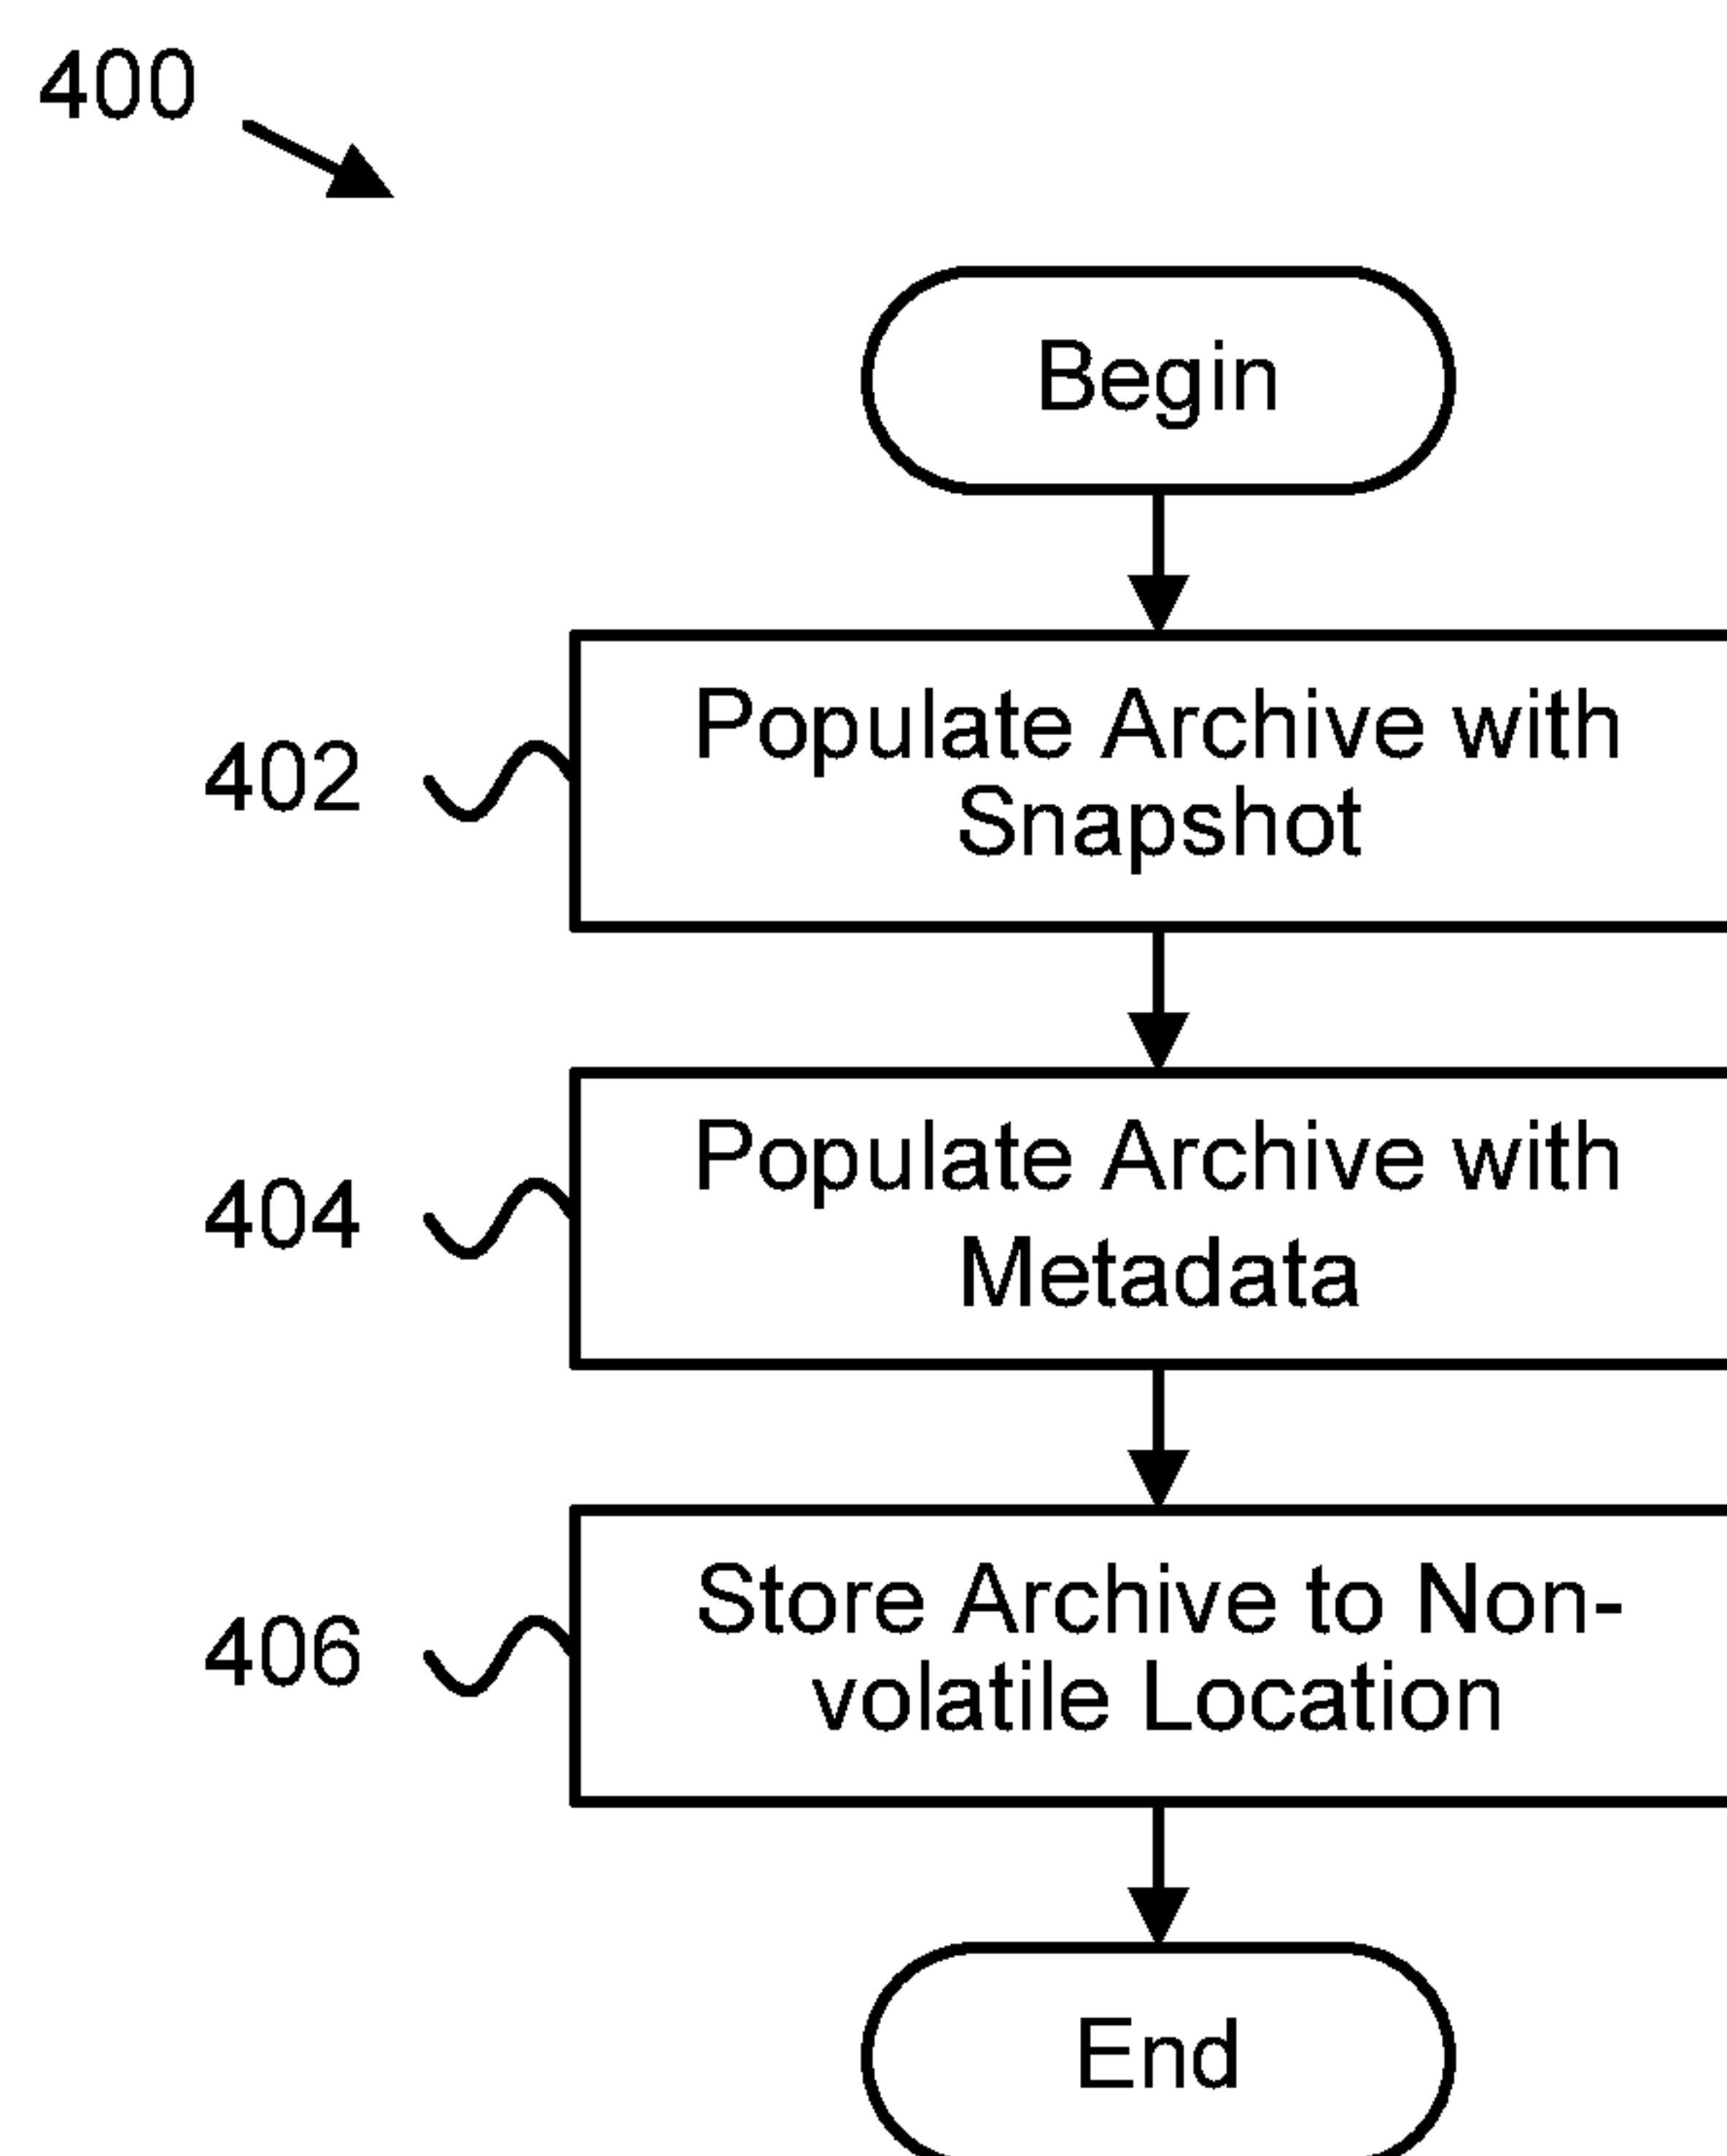 400
Begin
402
Populate Archive with
Snapshot
404
Populate Archive with
Metadata
406
Store Archive to Non-
volatile Location
End